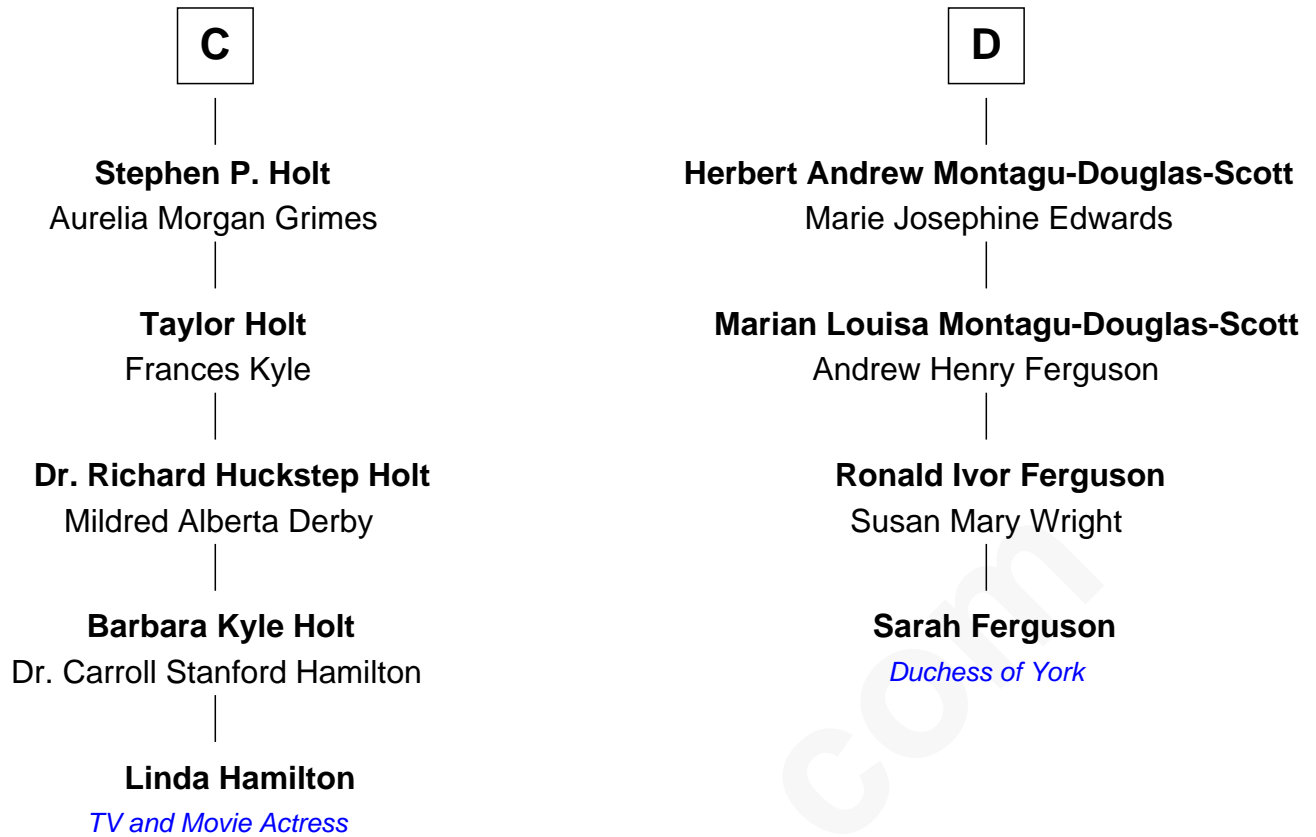 C
Stephen P. Holt
Aurelia Morgan Grimes
Taylor Holt
Frances Kyle
Dr. Richard Huckstep Holt
Mildred Alberta Derby
Barbara Kyle Holt
Dr. Carroll Stanford Hamilton
Linda Hamilton
TV and Movie Actress
D
Herbert Andrew Montagu-Douglas-Scott
Marie Josephine Edwards
Marian Louisa Montagu-Douglas-Scott
Andrew Henry Ferguson
Ronald Ivor Ferguson
Susan Mary Wright
Sarah Ferguson
Duchess of York
com